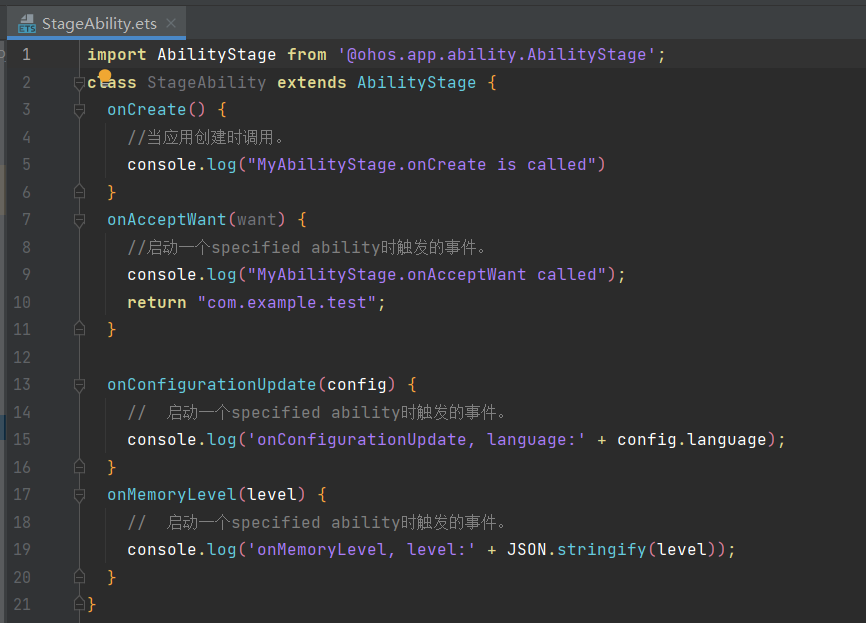 StageAbility.ets
1 import AbilityStage from '@ohos.app.ability.AbilityStage';
2 class StageAbility extends AbilityStage {
3 onCreate() {
4 //当应用创建时调用。
5 console.log("MyAbilityStage.onCreate is called")
6 }
7 onAcceptWant(want) {
8 //启动一个specified ability时触发的事件。
9 console.log("MyAbilityStage.onAcceptWant called");
10 return "com.example.test";
11 }
12
13 onConfigurationUpdate(config) {
14 // 启动一个specified ability时触发的事件。
15 console.log('onConfigurationUpdate, language:' + config.language);
16 }
17 onMemoryLevel(level) {
18 // 启动一个specified ability时触发的事件。
19 console.log('onMemoryLevel, level:' + JSON.stringify(level));
20 }
21 }